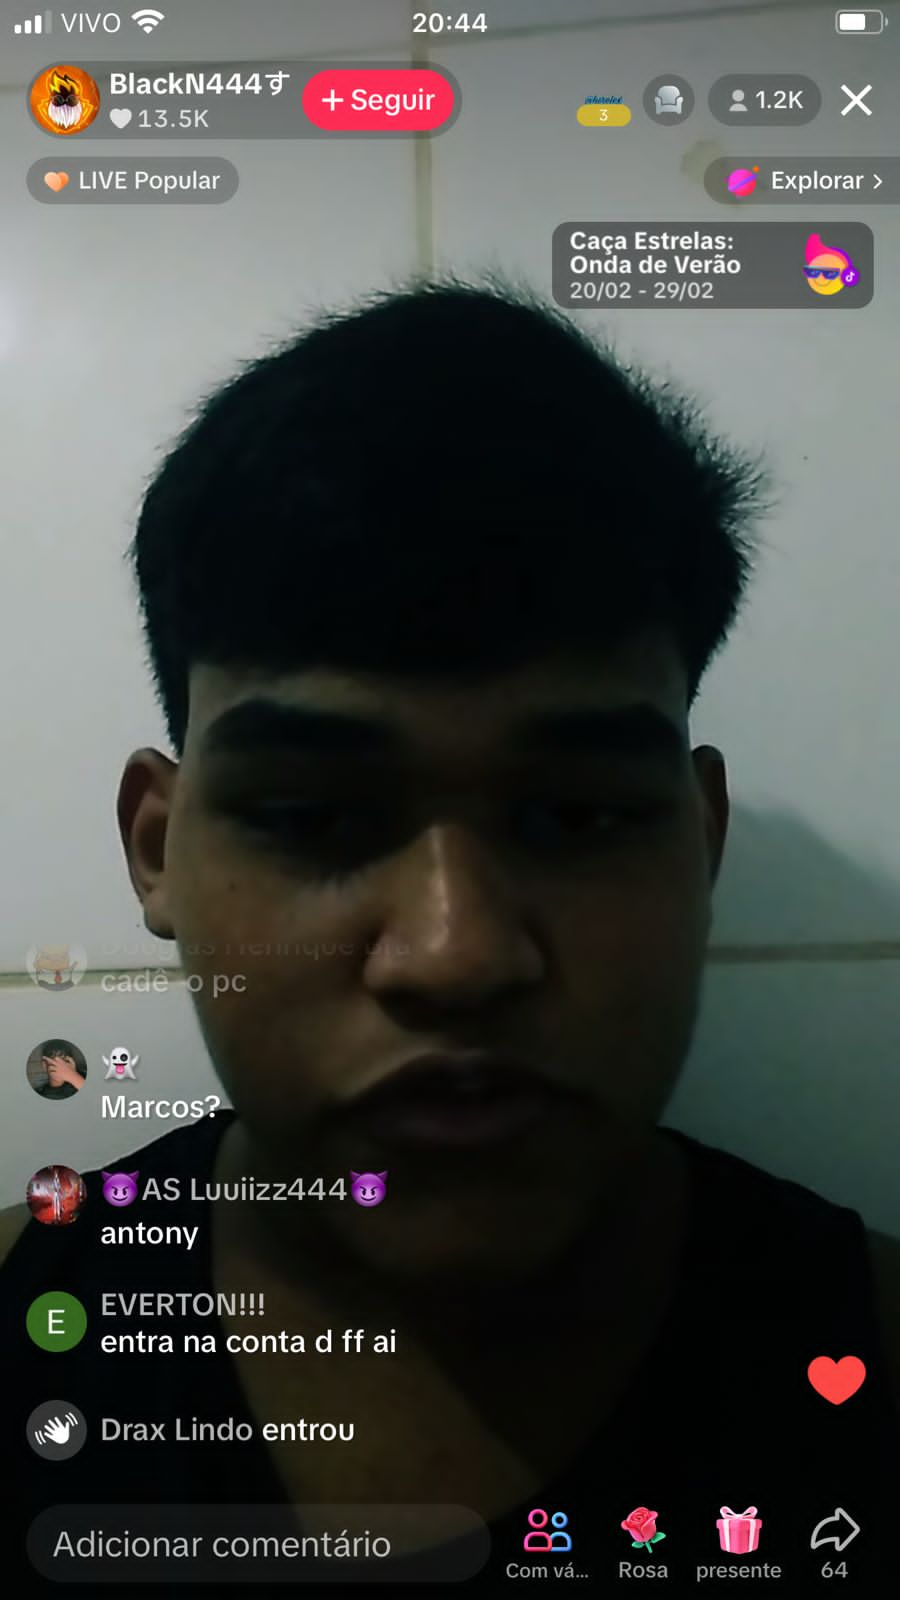 VIVO
20:44
BlackN444す
13.5K
+ Seguir
3
1.2K
LIVE Popular
Explorar >
Caça Estrelas:
Onda de Verão
20/02 - 29/02
cadê o pc
👻
Marcos?
😈AS Luuiizz444😈
antony
E
EVERTON!!!
entra na conta d ff ai
Drax Lindo entrou
Adicionar comentário
Com vá...
Rosa
presente
64